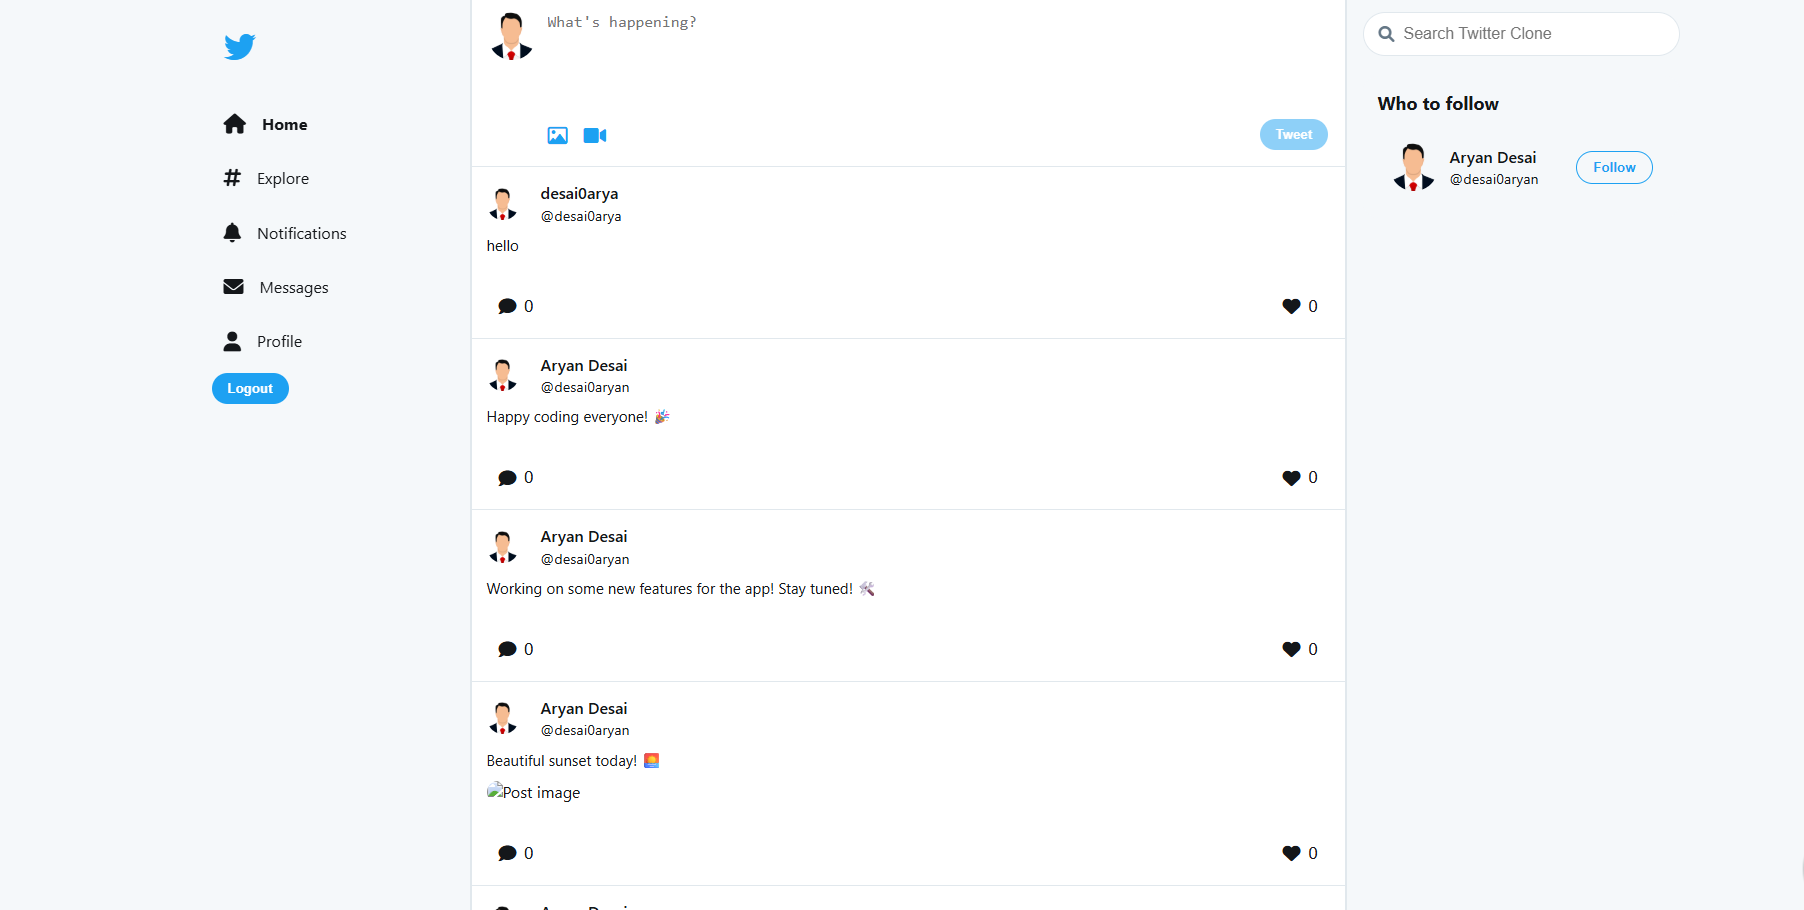 Home
Explore
Notifications
Messages
Profile
Logout
What's happening?
Tweet
desai0arya
@desai0arya
hello
0
0
Aryan Desai
@desai0aryan
Happy coding everyone! 🎉
0
0
Aryan Desai
@desai0aryan
Working on some new features for the app! Stay tuned! 🛠️
0
0
Aryan Desai
@desai0aryan
Beautiful sunset today! 🌅
Post image
0
0
Search Twitter Clone
Who to follow
Aryan Desai
@desai0aryan
Follow